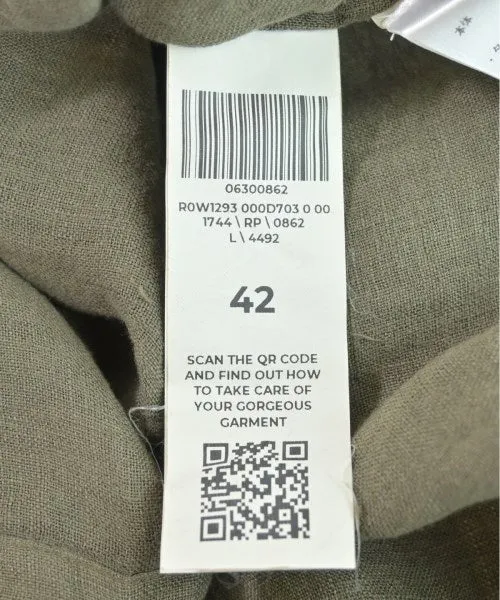 06300862
R0W1293 000D703 0 00
1744 \ RP \ 0862
L \ 4492
42
SCAN THE QR CODE
AND FIND OUT HOW
TO TAKE CARE OF
YOUR GORGEOUS
GARMENT